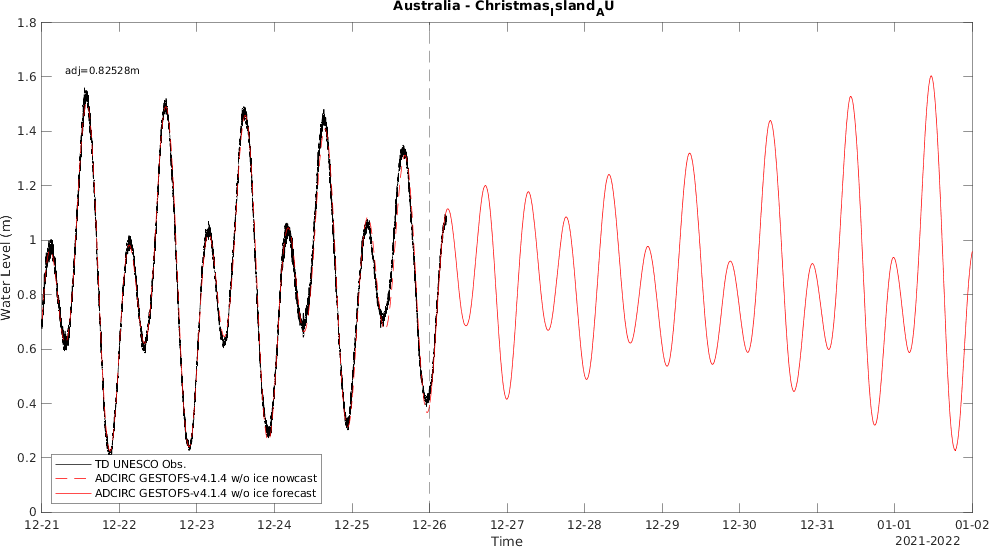 Australia - Christmas_Island_AU
1.8
1.6
1.4
1.2
1
0.8
0.6
0.4
0.2
0
Water Level (m)
adj=0.82528m
TD UNESCO Obs.
ADCIRC GESTOFS-v4.1.4 w/o ice nowcast
ADCIRC GESTOFS-v4.1.4 w/o ice forecast
12-21 12-22 12-23 12-24 12-25 12-26 12-27 12-28 12-29 12-30 12-31 01-01 01-02
Time
2021-2022